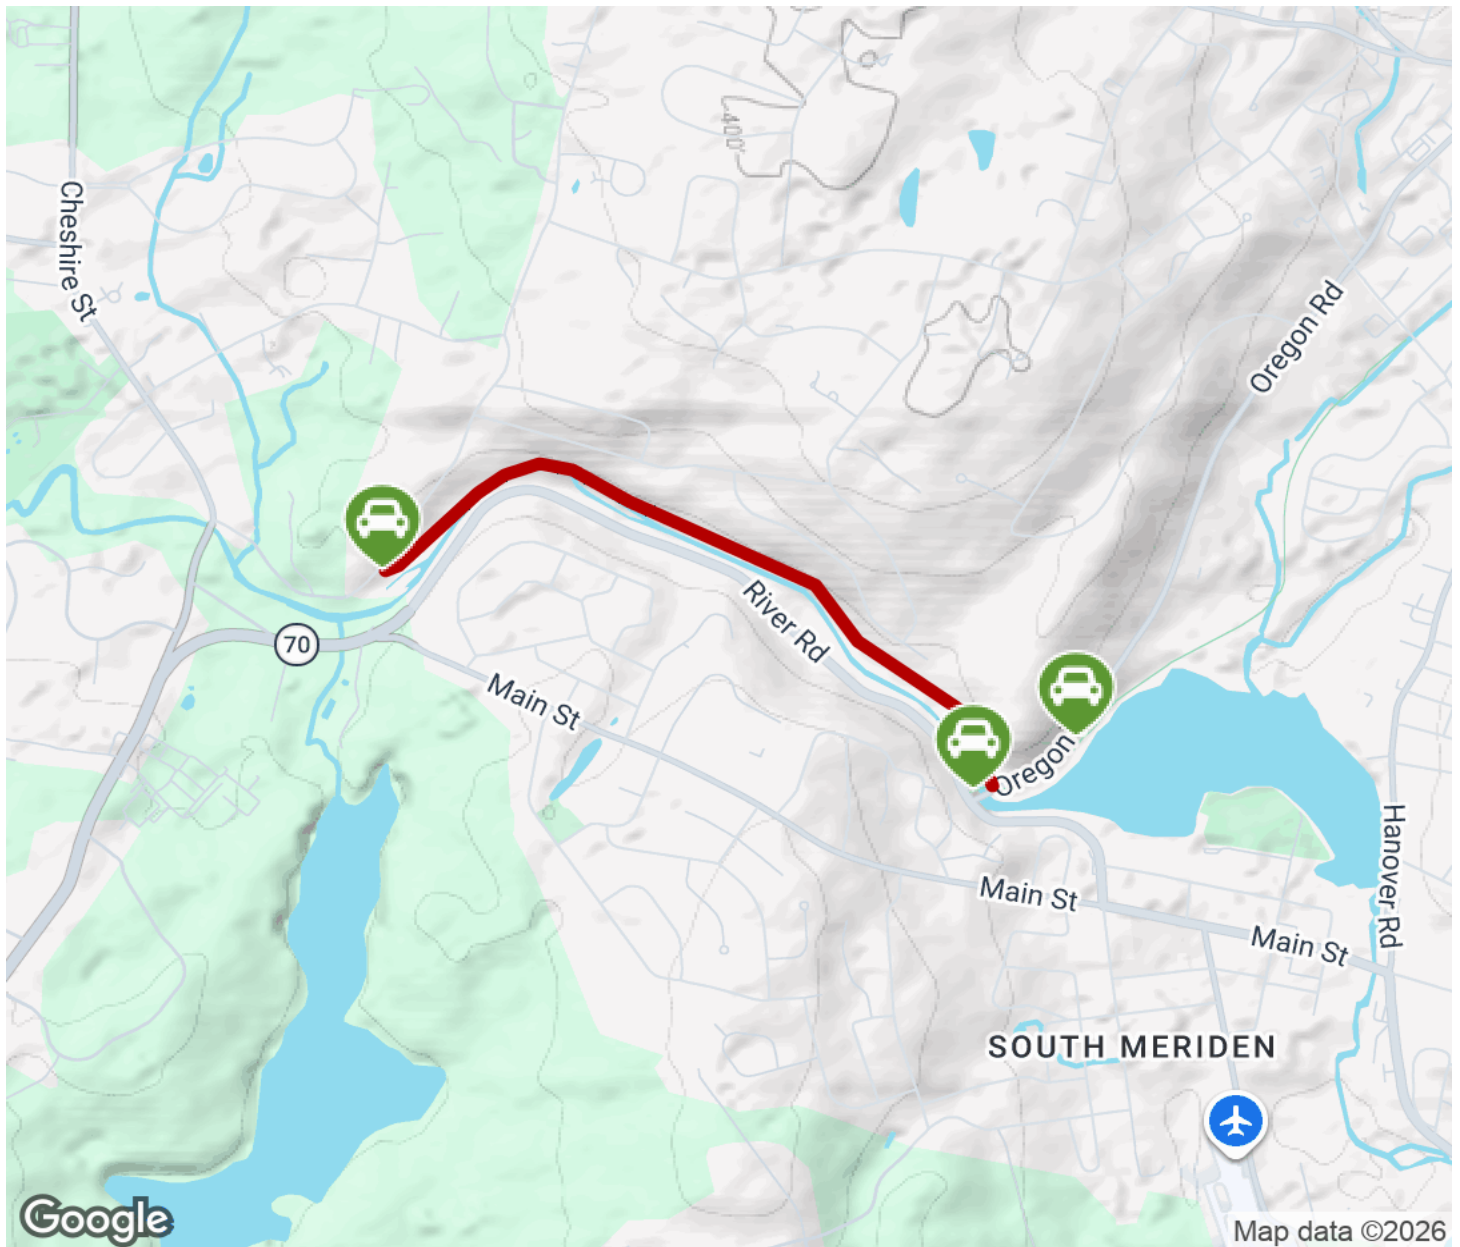 400'
Cheshire St
Oregon Rd
River Rd
70
Main St
Oregon
Main St
Hanover Rd
Main St
SOUTH MERIDEN
Google
Map data ©2026